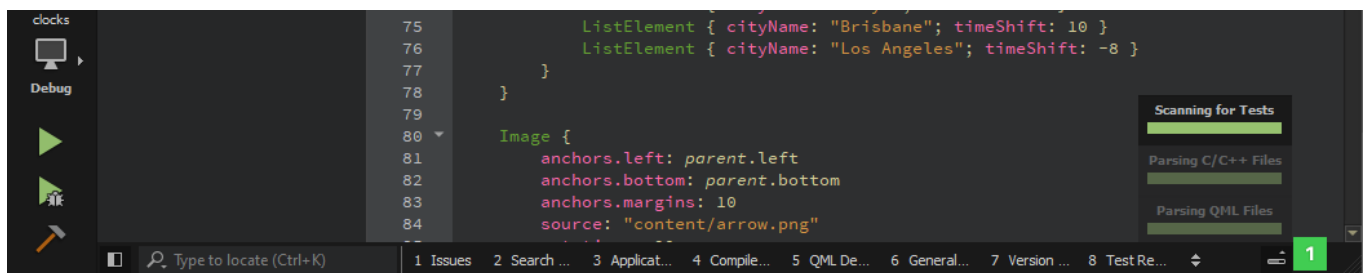 clocks
Debug
75 ListElement { cityName: "Brisbane"; timeShift: 10 }
76 ListElement { cityName: "Los Angeles"; timeShift: -8 }
77 }
78 }
79
80 Image {
81 anchors.left: parent.left
82 anchors.bottom: parent.bottom
83 anchors.margins: 10
84 source: "content/arrow.png"
Scanning for Tests
Parsing C/C++ Files
Parsing QML Files
Type to locate (Ctrl+K) 1 Issues 2 Search ... 3 Applicat... 4 Compile... 5 QML De... 6 General... 7 Version ... 8 Test Re... 1